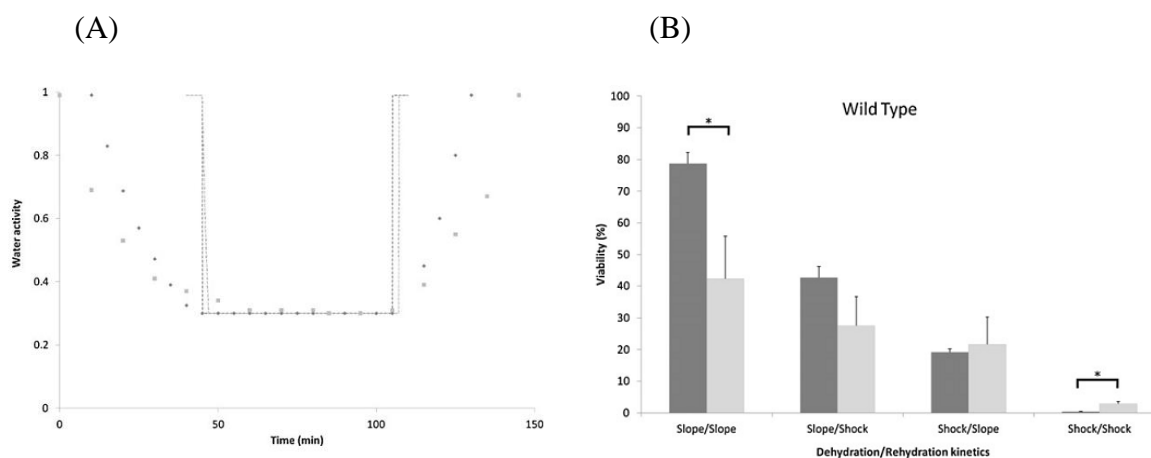 (A)
(B)
1
0.8
0.6
0.4
0.2
0
Water activity
0
50
100
150
Time (min)
Wild Type
100
90
80
70
60
50
40
30
20
10
0
Viability (%)
*
*
Slope/Slope
Slope/Shock
Shock/Slope
Shock/Shock
Dehydration/Rehydration kinetics